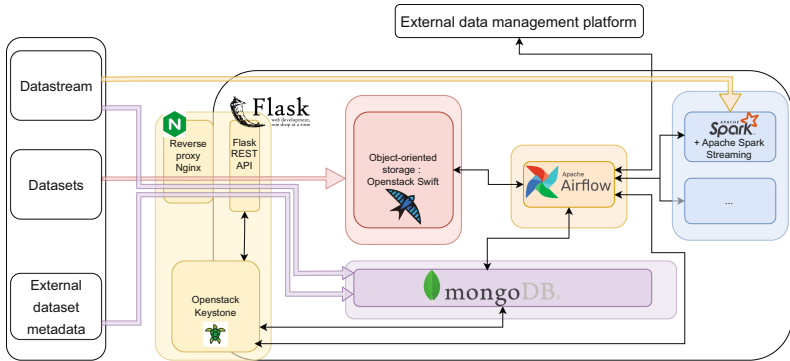 External data management platform
Datastream
Datasets
External
dataset
metadata
Reverse
proxy
Nginx
Flask
web development,
one drop at a time
Flask
REST
API
Openstack
Keystone
Object-oriented
storage :
Openstack Swift
Apache
Airflow
mongoDB
APACHE
Spark
+ Apache Spark
Streaming
...